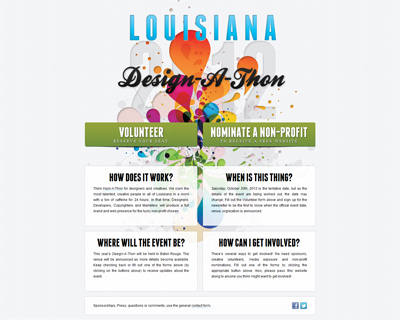 LOUISIANA
2012
Design-A-Thon
VOLUNTEER
RESERVE YOUR SEAT
NOMINATE A NON-PROFIT
TO RECEIVE A FREE WEBSITE
HOW DOES IT WORK?
Think Hack-A-Thon for designers and creatives. We cram the
most talented, creative people in all of Louisiana in a room
with a ton of caffeine for 24 hours. In that time, Designers,
Developers, Copywriters, and Marketers will produce a full
brand and web presence for the lucky nonprofit chosen.
WHEN IS THIS THING?
Saturday, October 20th, 2012 is the tentative date, but as the
details of the event are being worked out, the date may
change. Fill out the Volunteer form above and sign up for the
newsletter to be the first to know when the official event date,
venue, organization is announced.
WHERE WILL THE EVENT BE?
This year's Design-A-Thon will be held in Baton Rouge. The
venue will be announced as more details become available.
Keep checking back or fill out one of the forms above (by
clicking on the buttons above) to receive updates about the
event.
HOW CAN I GET INVOLVED?
There's several ways to get involved! We need sponsors,
creative volunteers, media exposure and non-profit
nominations. Fill out one of the forms by clicking the
appropriate button above. Also, please pass this website
along to anyone you think might want to get involved!
Sponsorships, Press, questions or comments, use the general contact form.